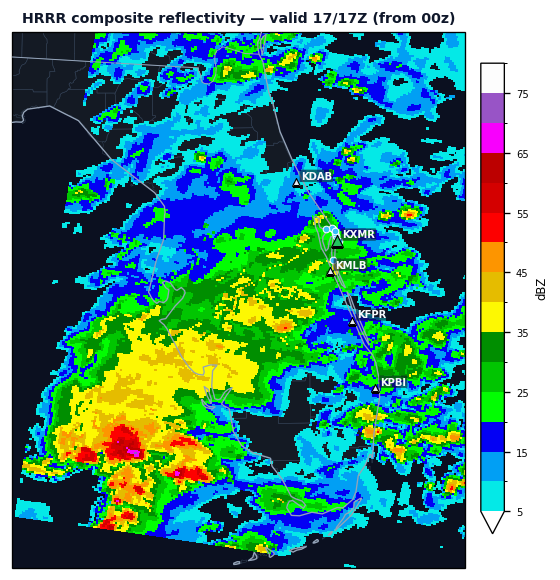 HRRR composite reflectivity — valid 17/17Z (from 00z)
KDAB
KXMR
KMLB
KFPR
KPBI
75
65
55
45
35
25
15
5
dBZ